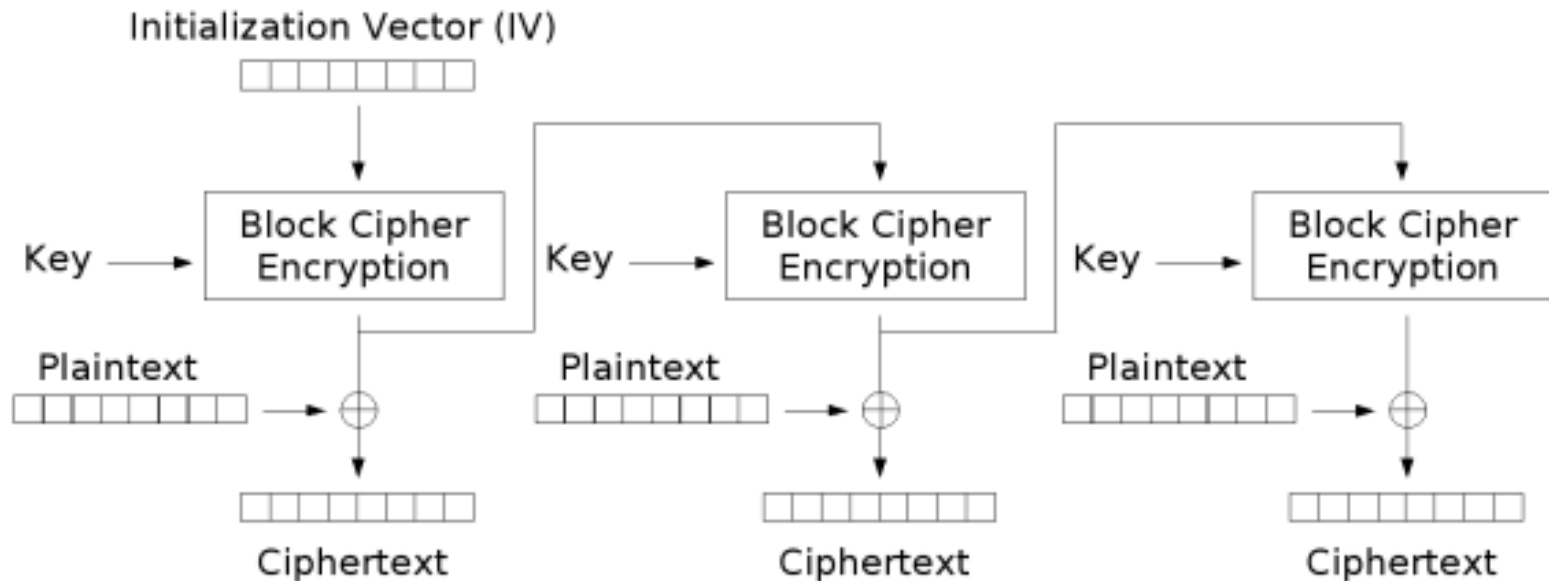 Initialization Vector (IV)
Block Cipher
Encryption
Key
Block Cipher
Encryption
Key
Block Cipher
Encryption
Key
Plaintext
Plaintext
Plaintext
Ciphertext
Ciphertext
Ciphertext